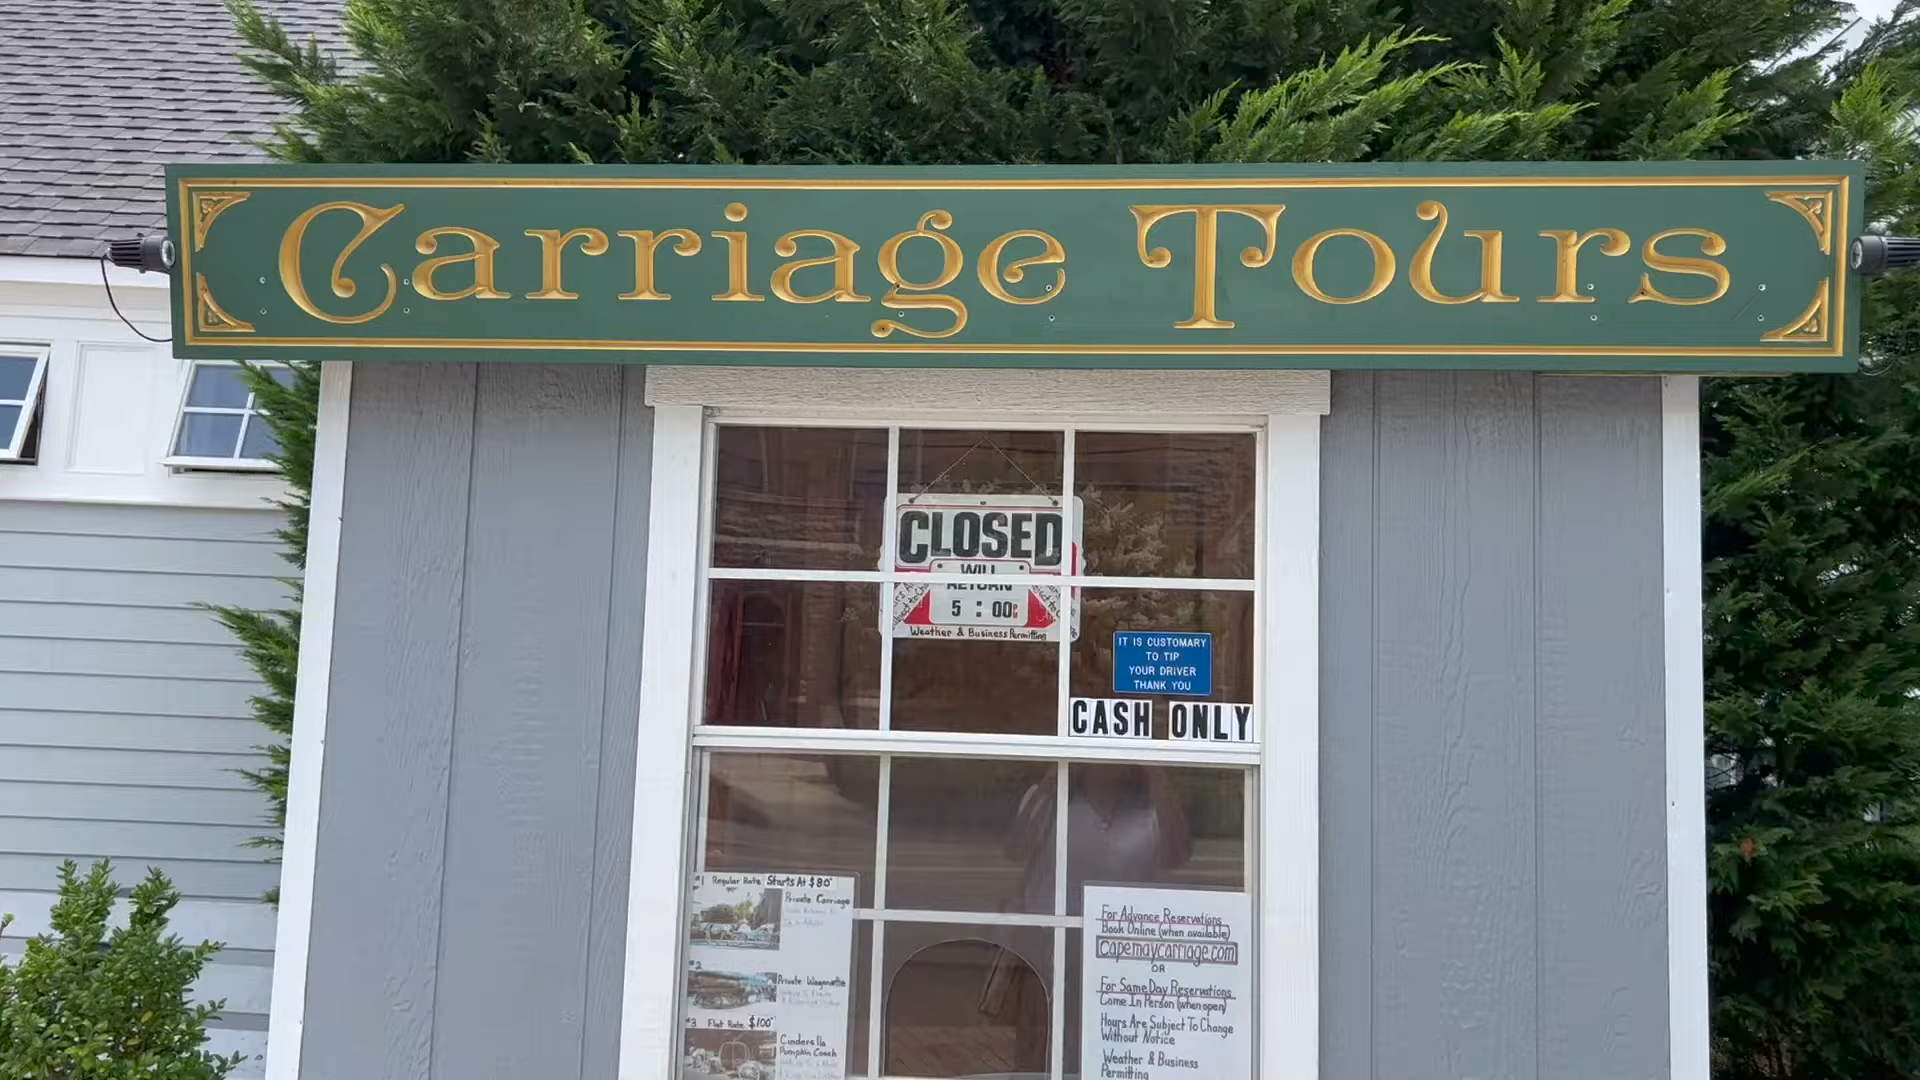 Carriage Tours
CLOSED
WILL
RETURN
5 : 00
Weather & Business Permitting
IT IS CUSTOMARY
TO TIP
YOUR DRIVER
THANK YOU
CASH ONLY
#1 Regular Rate Starts At $80
Private Carriage
#2
Private Wagonette
#3 Flat Rate $100
Cinderella
Pumpkin Coach
For Advance Reservations
Book Online (when available)
capemaycarriage.com
OR
For Same Day Reservations
Come In Person (when open)
Hours Are Subject To Change
Without Notice
Weather & Business
Permitting